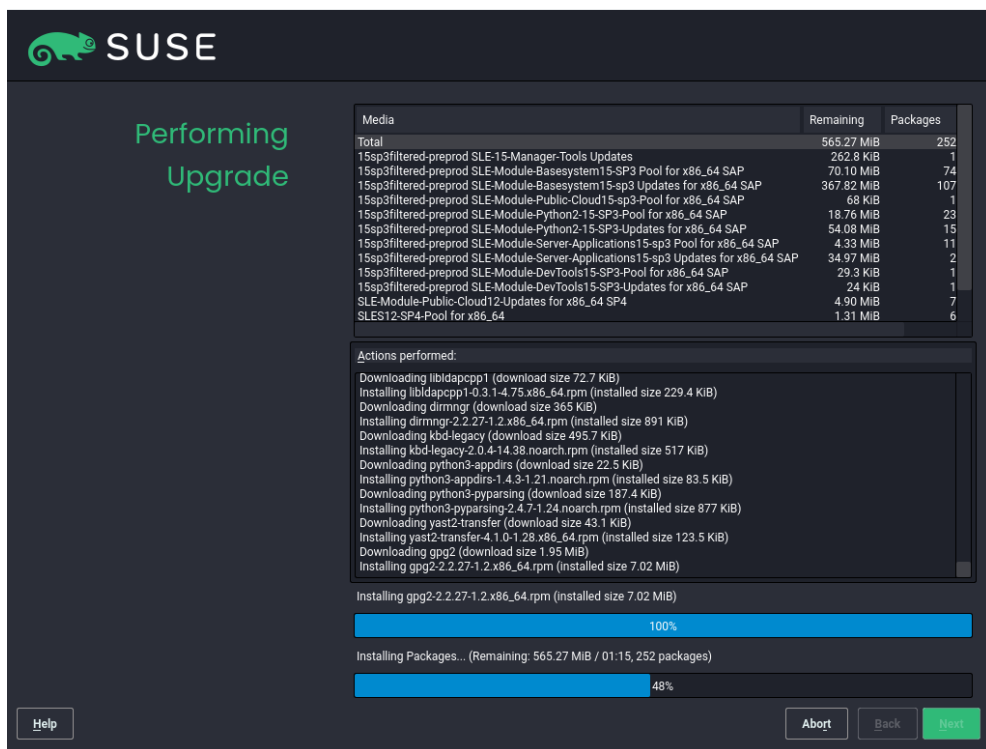 SUSE
Performing
Upgrade
Media Remaining Packages
Total 565.27 MiB 252
15sp3filtered-preprod SLE-15-Manager-Tools Updates 262.8 KiB 1
15sp3filtered-preprod SLE-Module-Basesystem15-SP3 Pool for x86_64 SAP 70.10 MiB 74
15sp3filtered-preprod SLE-Module-Basesystem15-sp3 Updates for x86_64 SAP 367.82 MiB 107
15sp3filtered-preprod SLE-Module-Public-Cloud15-sp3-Pool for x86_64 SAP 68 KiB 1
15sp3filtered-preprod SLE-Module-Python2-15-SP3-Pool for x86_64 SAP 18.76 MiB 23
15sp3filtered-preprod SLE-Module-Python2-15-SP3-Updates for x86_64 SAP 54.08 MiB 15
15sp3filtered-preprod SLE-Module-Server-Applications15-sp3 Pool for x86_64 SAP 4.33 MiB 11
15sp3filtered-preprod SLE-Module-Server-Applications15-sp3 Updates for x86_64 SAP 34.97 MiB 2
15sp3filtered-preprod SLE-Module-DevTools15-SP3-Pool for x86_64 SAP 29.3 KiB 1
15sp3filtered-preprod SLE-Module-DevTools15-SP3-Updates for x86_64 SAP 24 KiB 1
SLE-Module-Public-Cloud12-Updates for x86_64 SP4 4.90 MiB 7
SLES12-SP4-Pool for x86_64 1.31 MiB 6
Actions performed:
Downloading libldapcpp1 (download size 72.7 KiB)
Installing libldapcpp1-0.3.1-4.75.x86_64.rpm (installed size 229.4 KiB)
Downloading dirmngr (download size 365 KiB)
Installing dirmngr-2.2.27-1.2.x86_64.rpm (installed size 891 KiB)
Downloading kbd-legacy (download size 495.7 KiB)
Installing kbd-legacy-2.0.4-14.38.noarch.rpm (installed size 517 KiB)
Downloading python3-appdirs (download size 22.5 KiB)
Installing python3-appdirs-1.4.3-1.21.noarch.rpm (installed size 83.5 KiB)
Downloading python3-pyparsing (download size 187.4 KiB)
Installing python3-pyparsing-2.4.7-1.24.noarch.rpm (installed size 877 KiB)
Downloading yast2-transfer (download size 43.1 KiB)
Installing yast2-transfer-4.1.0-1.28.x86_64.rpm (installed size 123.5 KiB)
Downloading gpg2 (download size 1.95 MiB)
Installing gpg2-2.2.27-1.2.x86_64.rpm (installed size 7.02 MiB)
Installing gpg2-2.2.27-1.2.x86_64.rpm (installed size 7.02 MiB)
100%
Installing Packages... (Remaining: 565.27 MiB / 01:15, 252 packages)
48%
Help Abort Back Next